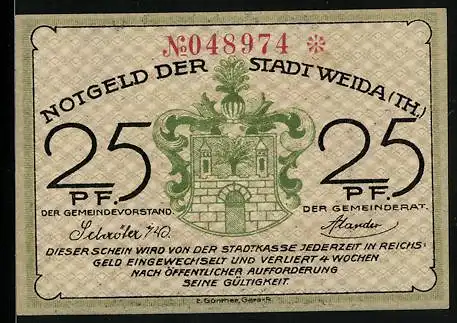 №048974 *
NOTGELD DER STADT WEIDA (TH.)
25 PF. 25 PF.
DER GEMEINDEVORSTAND. DER GEMEINDERAT.
DIESER SCHEIN WIRD VON DER STADTKASSE JEDERZEIT IN REICHS-
GELD EINGEWECHSELT UND VERLIERT 4 WOCHEN
NACH ÖFFENTLICHER AUFFORDERUNG
SEINE GÜLTIGKEIT.